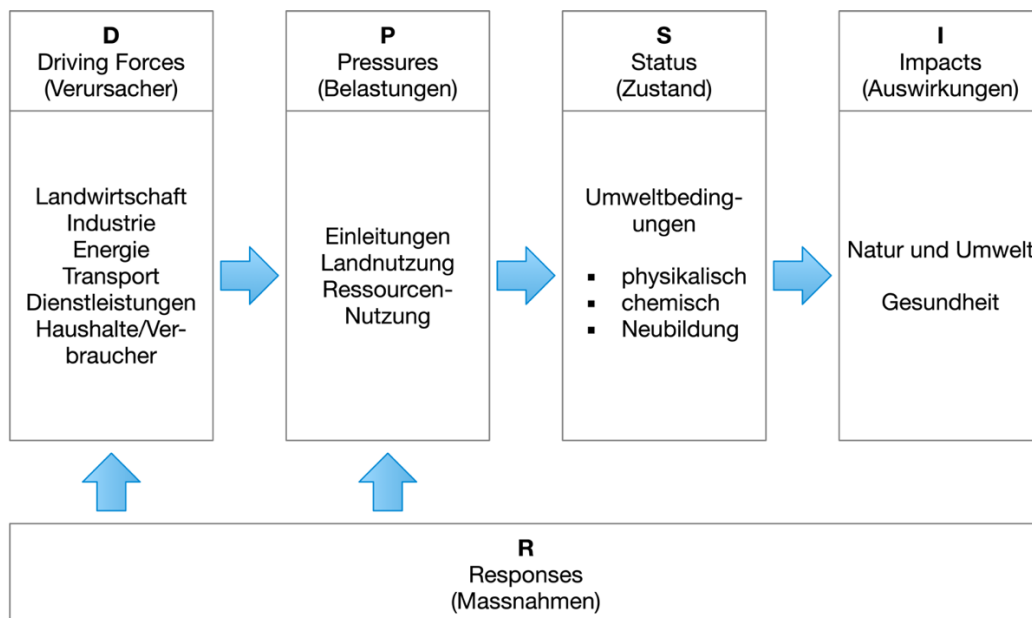 D
Driving Forces
(Verursacher)
Landwirtschaft
Industrie
Energie
Transport
Dienstleistungen
Haushalte/Ver-
braucher
P
Pressures
(Belastungen)
Einleitungen
Landnutzung
Ressourcen-
Nutzung
S
Status
(Zustand)
Umweltbeding-
ungen
▪ physikalisch
▪ chemisch
▪ Neubildung
I
Impacts
(Auswirkungen)
Natur und Umwelt
Gesundheit
R
Responses
(Massnahmen)